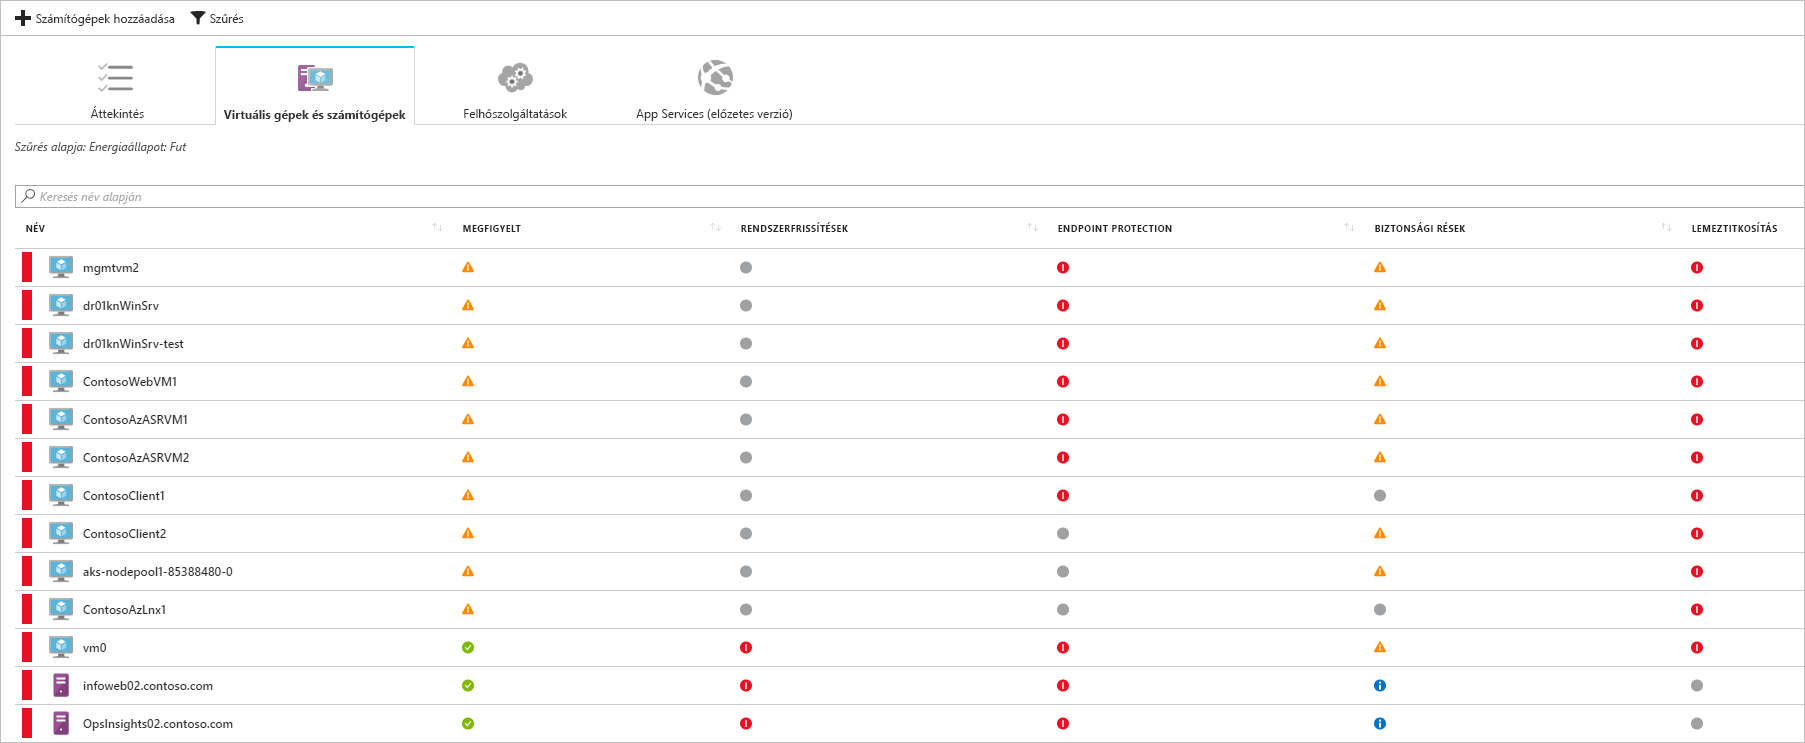 Számítógépek hozzáadása Szűrés
Áttekintés Virtuális gépek és számítógépek Felhőszolgáltatások App Services (előzetes verzió)
Szűrés alapja: Energiaállapot: Fut
Keresés név alapján
NÉV MEGFIGYELT RENDSZERFRISSÍTÉSEK ENDPOINT PROTECTION BIZTONSÁGI RÉSEK LEMEZTITKOSÍTÁS
mgmtvm2
dr01knWinSrv
dr01knWinSrv-test
ContosoWebVM1
ContosoAzASRVM1
ContosoAzASRVM2
ContosoClient1
ContosoClient2
aks-nodepool1-85388480-0
ContosoAzLnx1
vm0
infoweb02.contoso.com
OpsInsights02.contoso.com